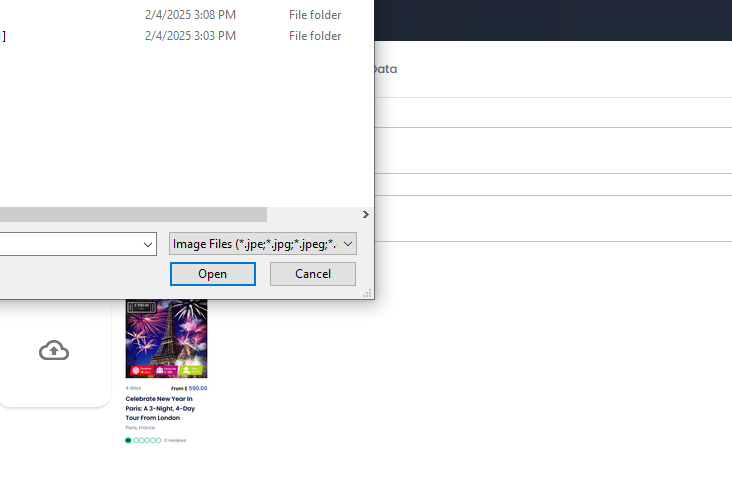 2/4/2025 3:08 PM File folder
] 2/4/2025 3:03 PM File folder
Data
Image Files (*.jpe;*.jpg;*.jpeg;*.
Open Cancel
£ 590.00
4 days From £ 590.00
Celebrate New Year In
Paris: A 3-Night, 4-Day
Tour From London
Paris, France
0 reviews